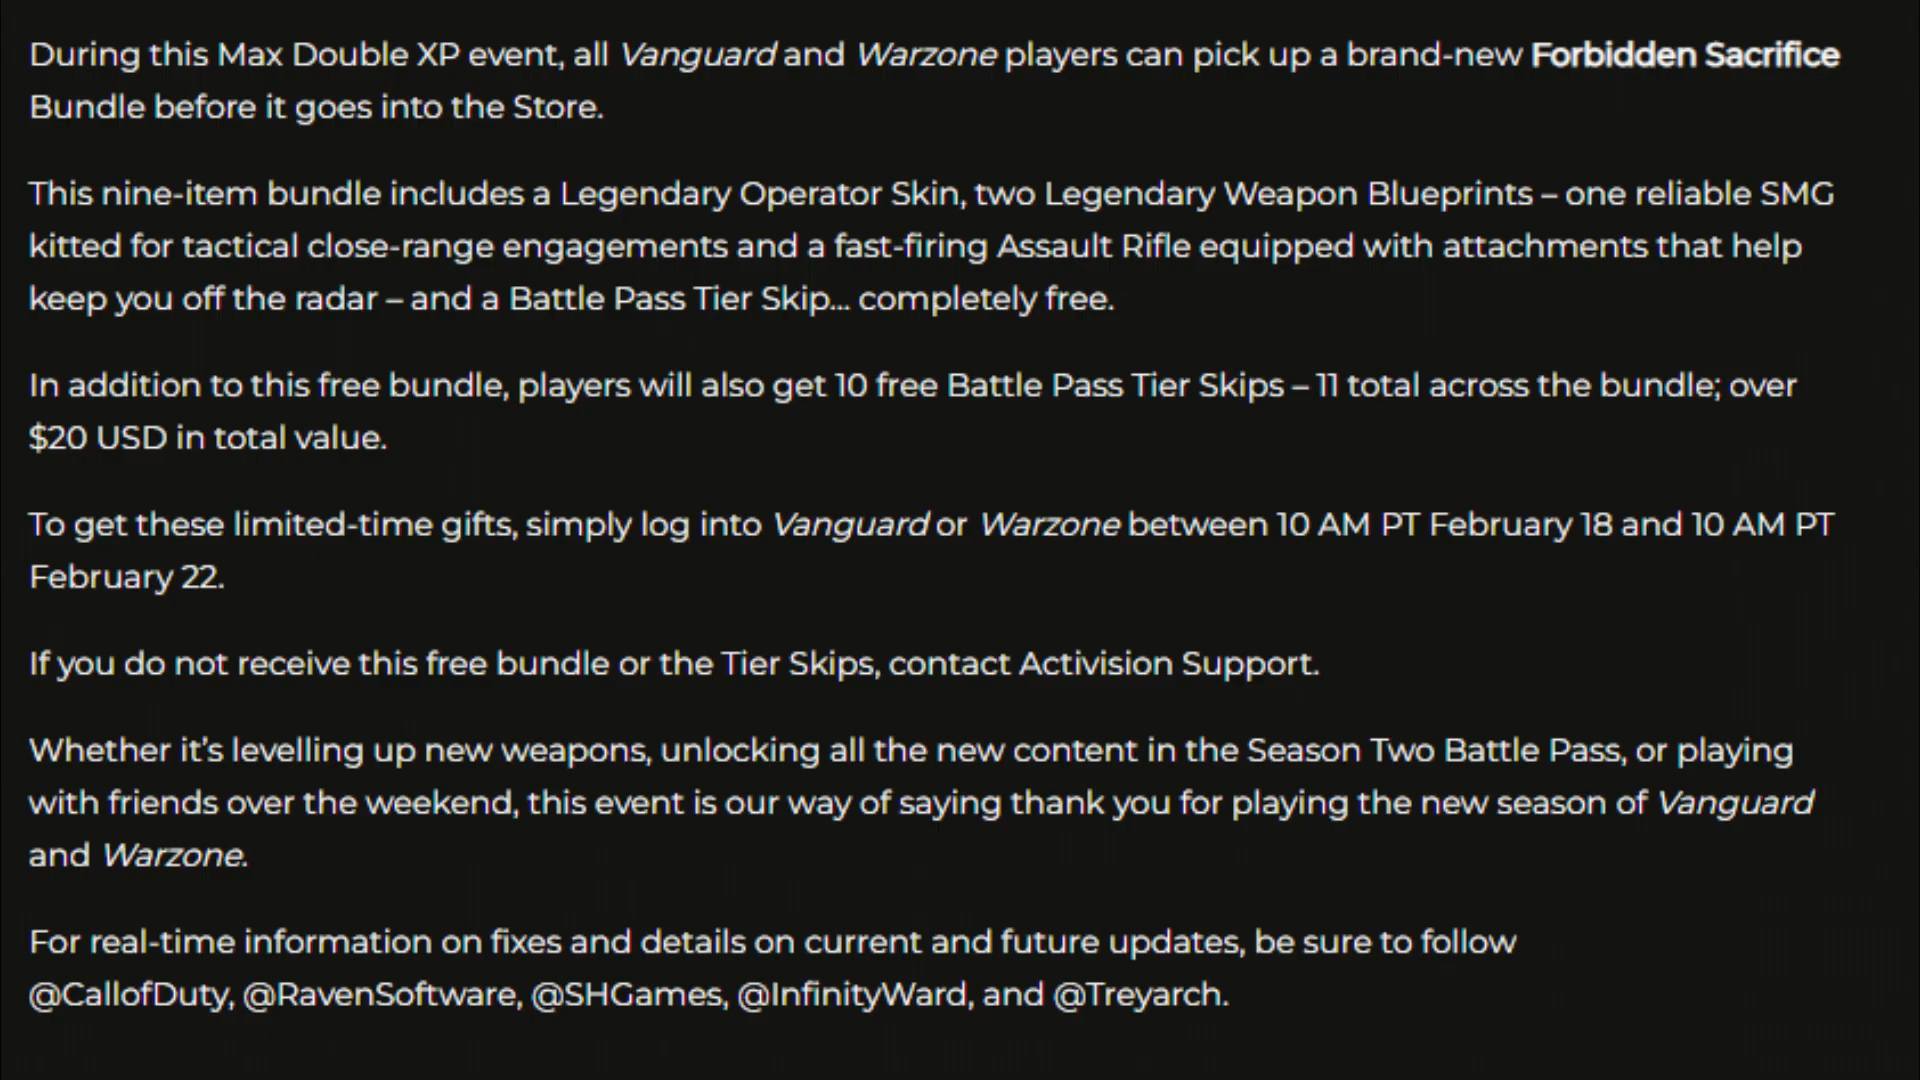 During this Max Double XP event, all Vanguard and Warzone players can pick up a brand-new Forbidden Sacrifice
Bundle before it goes into the Store.
This nine-item bundle includes a Legendary Operator Skin, two Legendary Weapon Blueprints – one reliable SMG
kitted for tactical close-range engagements and a fast-firing Assault Rifle equipped with attachments that help
keep you off the radar – and a Battle Pass Tier Skip... completely free.
In addition to this free bundle, players will also get 10 free Battle Pass Tier Skips – 11 total across the bundle; over
$20 USD in total value.
To get these limited-time gifts, simply log into Vanguard or Warzone between 10 AM PT February 18 and 10 AM PT
February 22.
If you do not receive this free bundle or the Tier Skips, contact Activision Support.
Whether it’s levelling up new weapons, unlocking all the new content in the Season Two Battle Pass, or playing
with friends over the weekend, this event is our way of saying thank you for playing the new season of Vanguard
and Warzone.
For real-time information on fixes and details on current and future updates, be sure to follow
@CallofDuty, @RavenSoftware, @SHGames, @InfinityWard, and @Treyarch.